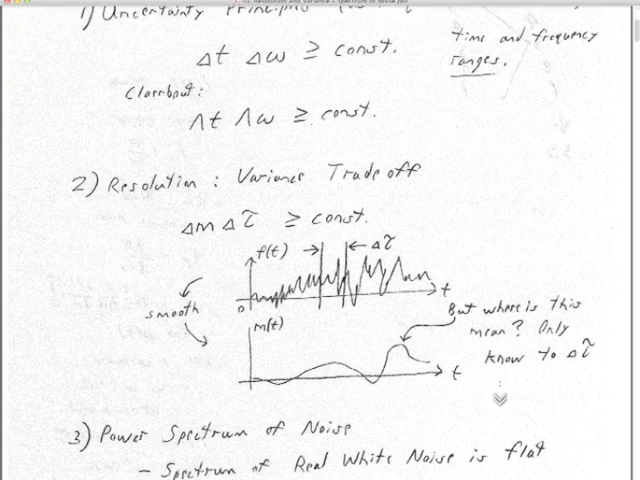 1) Uncertainty Principles
time and frequency
ranges.
Δt Δω ≥ const.
Claerbout:
Λt Λω ≥ const.
2) Resolution : Variance Tradeoff
Δm Δτ ≥ const.
f(t) Δτ
t
0
smooth
m(t)
But where is this
mean? Only
know to Δτ
t
3) Power Spectrum of Noise
- Spectrum of Real White Noise is flat